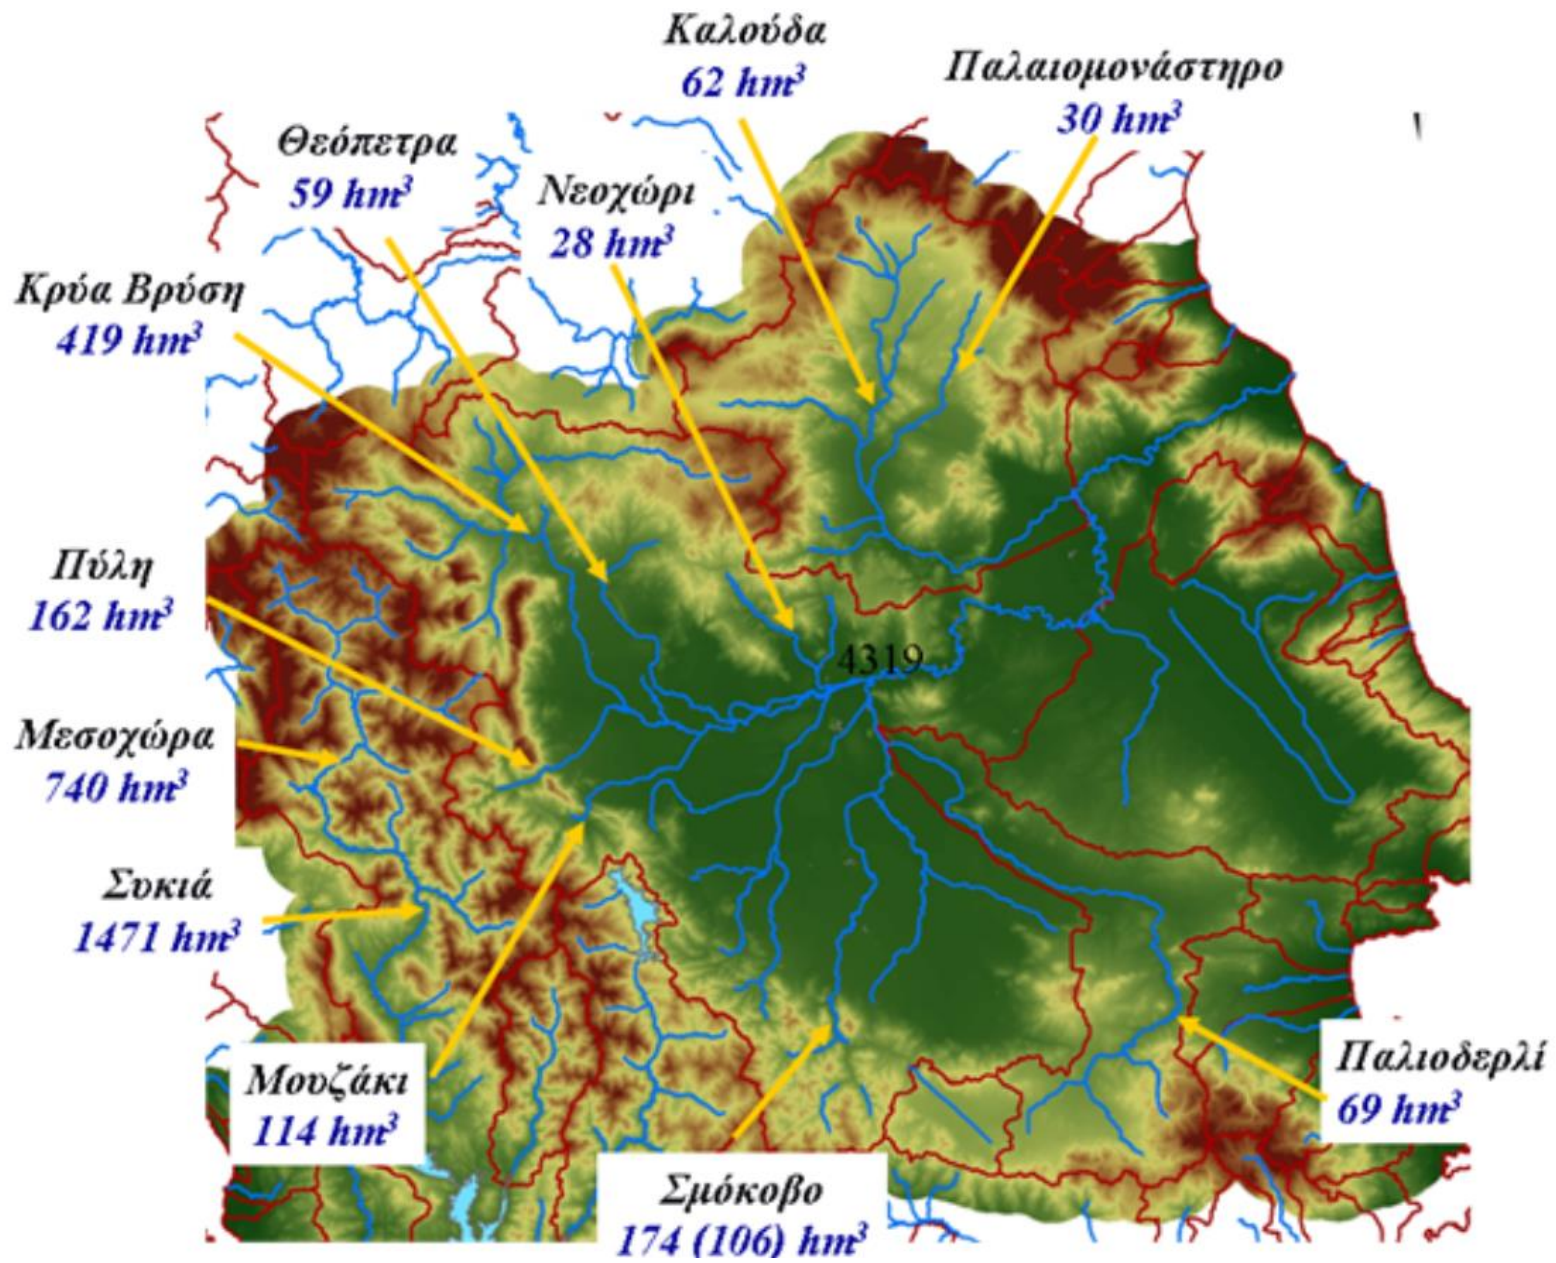 Καλούδα
62 hm³
Παλαιομονάστηρο
30 hm³
Θεόπετρα
59 hm³
Νεοχώρι
28 hm³
Κρύα Βρύση
419 hm³
Πύλη
162 hm³
4319
Μεσοχώρα
740 hm³
Συκιά
1471 hm³
Μουζάκι
114 hm³
Παλιοδερλί
69 hm³
Σμόκοβο
174 (106) hm³